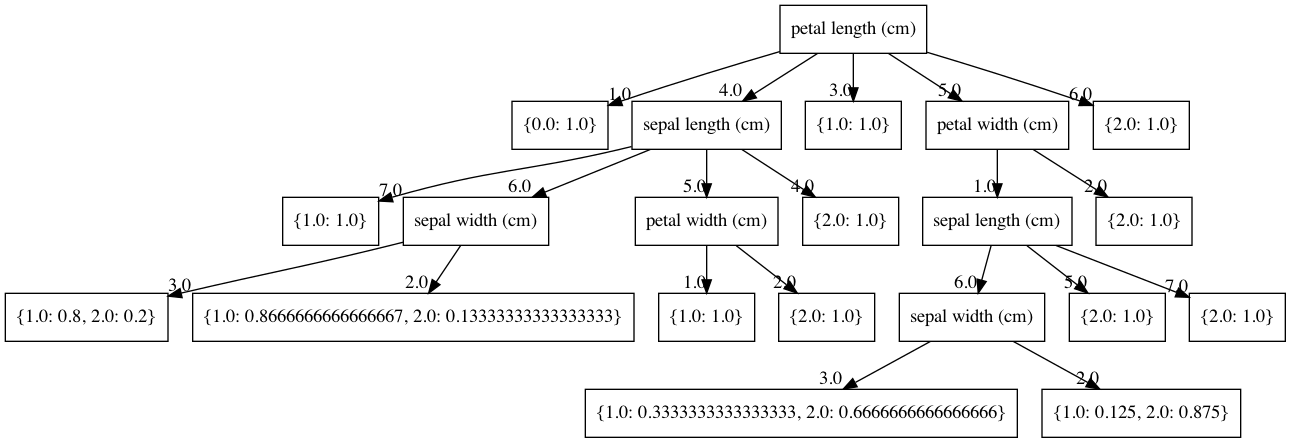 petal length (cm)
1.0 4.0 3.0 5.0 6.0
{0.0: 1.0} sepal length (cm) {1.0: 1.0} petal width (cm) {2.0: 1.0}
7.0 6.0 5.0 4.0 1.0 2.0
{1.0: 1.0} sepal width (cm) petal width (cm) {2.0: 1.0} sepal length (cm) {2.0: 1.0}
3.0 2.0 1.0 2.0 6.0 5.0 7.0
{1.0: 0.8, 2.0: 0.2} {1.0: 0.8666666666666667, 2.0: 0.13333333333333333} {1.0: 1.0} {2.0: 1.0} sepal width (cm) {2.0: 1.0} {2.0: 1.0}
3.0 2.0
{1.0: 0.3333333333333333, 2.0: 0.6666666666666666} {1.0: 0.125, 2.0: 0.875}